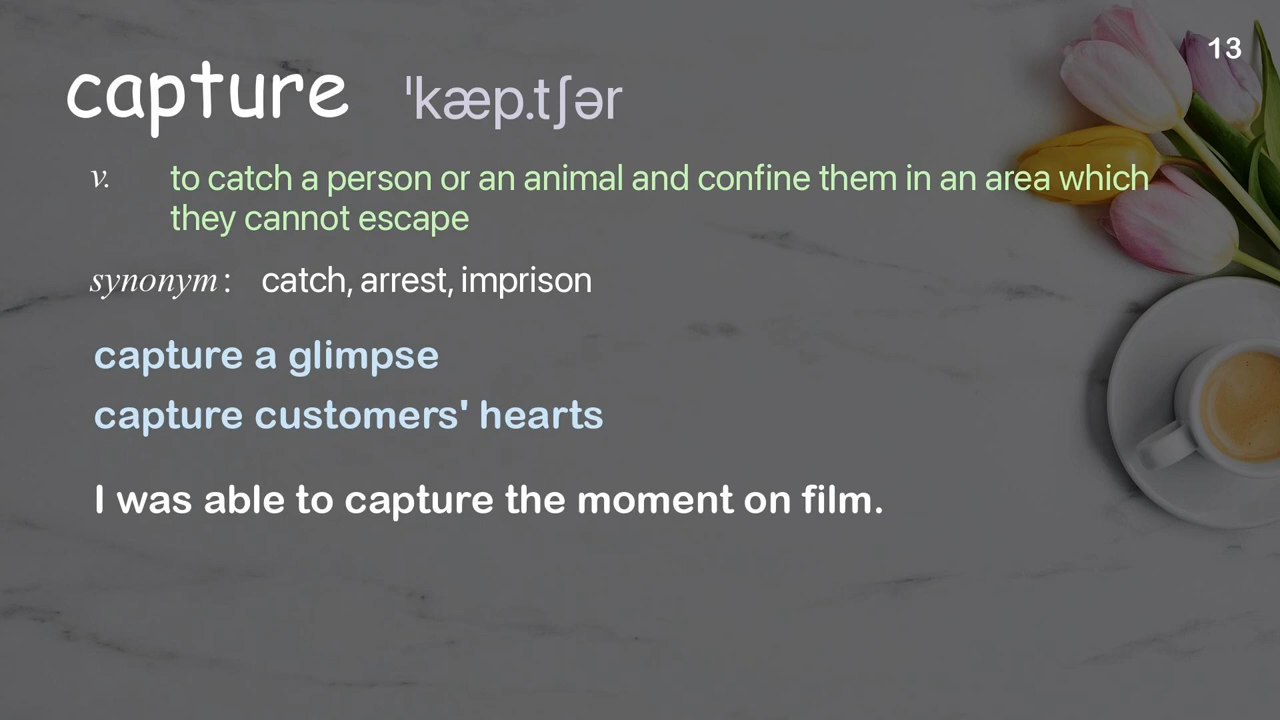 13
capture ˈkæp.tʃər
v. to catch a person or an animal and confine them in an area which
they cannot escape
synonym: catch, arrest, imprison
capture a glimpse
capture customers' hearts
I was able to capture the moment on film.